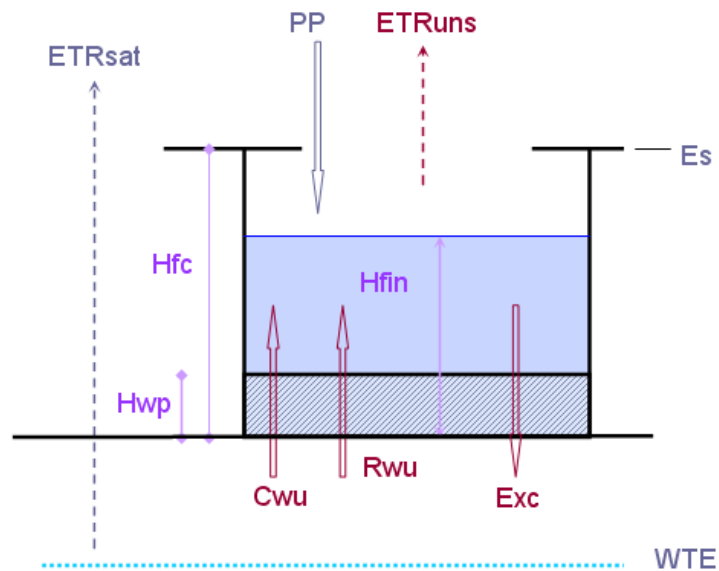 PP
ETRuns
ETRsat
Es
Hfc
Hfin
Hwp
Rwu
Cwu
Exc
WTE